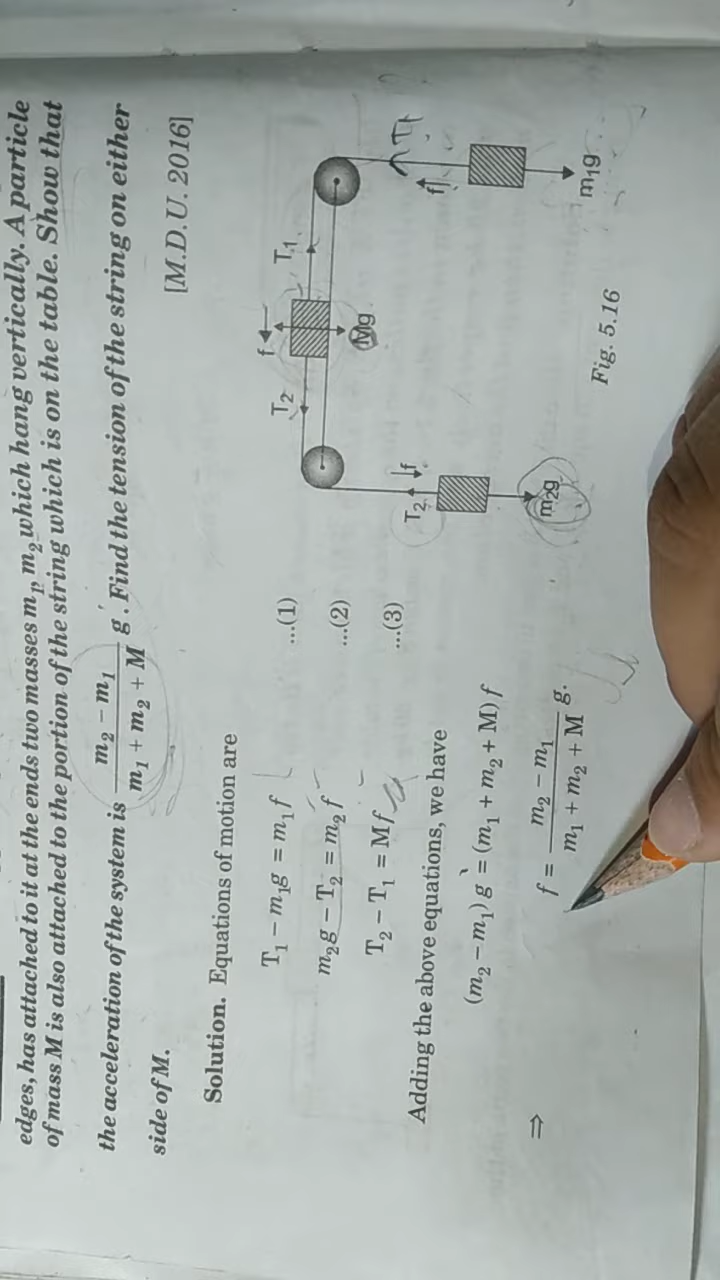 edges, has attached to it at the ends two masses m₁, m₂ which hang vertically. A particle
of mass M is also attached to the portion of the string which is on the table. Show that
the acceleration of the system is (m₂ – m₁)/(m₁ + m₂ + M) g. Find the tension of the string on either
side of M. [M.D.U. 2016]
Solution. Equations of motion are
T₁ – m₁g = m₁f ...(1)
m₂g – T₂ = m₂f ...(2)
T₂ – T₁ = Mf ...(3)
Adding the above equations, we have
(m₂ – m₁) g = (m₁ + m₂ + M) f
⇒ f = (m₂ – m₁)/(m₁ + m₂ + M) g.
f
T₂
T₁
Mg
T₂
f
m₂g
T₁
f
m₁g
Fig. 5.16